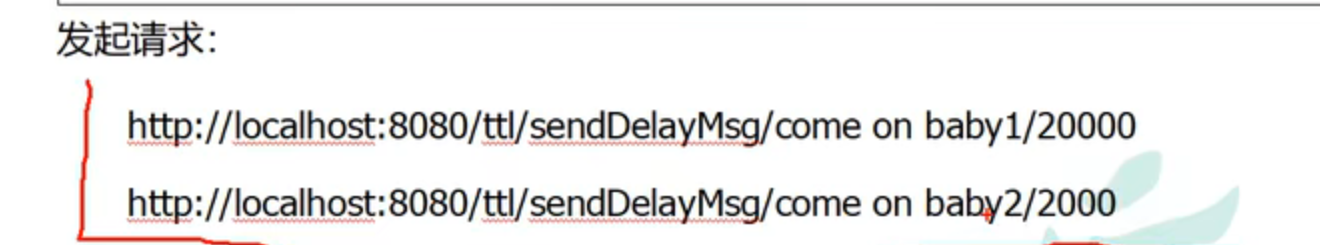 发起请求：
http://localhost:8080/ttl/sendDelayMsg/come on baby1/20000
http://localhost:8080/ttl/sendDelayMsg/come on baby2/2000